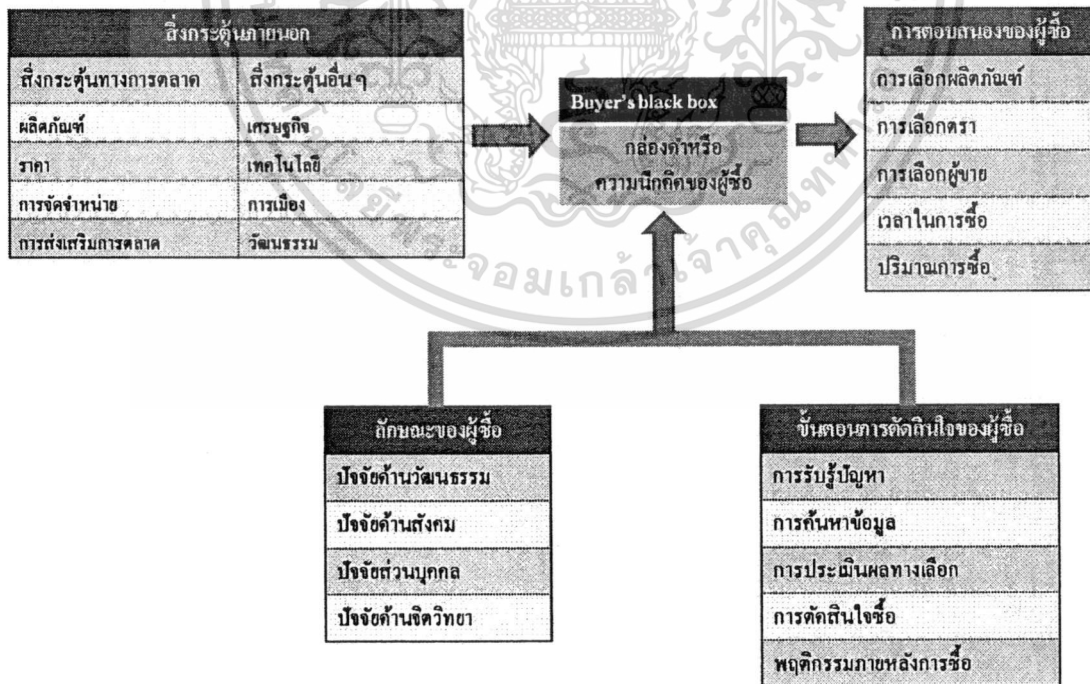 สิ่งกระตุ้นภายนอก
สิ่งกระตุ้นทางการตลาด สิ่งกระตุ้นอื่น ๆ
ผลิตภัณฑ์ เศรษฐกิจ
ราคา เทคโนโลยี
การจัดจำหน่าย การเมือง
การส่งเสริมการตลาด วัฒนธรรม
Buyer's black box
กล่องดำหรือ
ความนึกคิดของผู้ซื้อ
การตอบสนองของผู้ซื้อ
การเลือกผลิตภัณฑ์
การเลือกตรา
การเลือกผู้ขาย
เวลาในการซื้อ
ปริมาณการซื้อ
ลักษณะของผู้ซื้อ
ปัจจัยด้านวัฒนธรรม
ปัจจัยด้านสังคม
ปัจจัยส่วนบุคคล
ปัจจัยด้านจิตวิทยา
ขั้นตอนการตัดสินใจของผู้ซื้อ
การรับรู้ปัญหา
การค้นหาข้อมูล
การประเมินผลทางเลือก
การตัดสินใจซื้อ
พฤติกรรมภายหลังการซื้อ